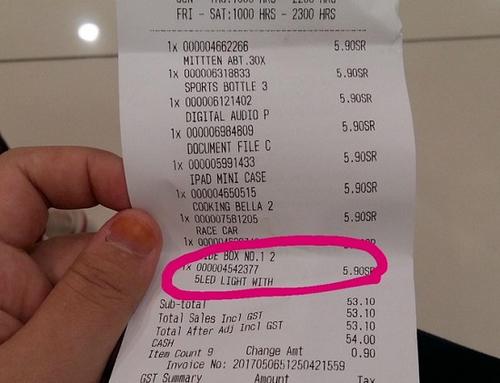 FRI - SAT:1000 HRS - 2300 HRS
1x 000004662266 5.90SR
MITTTEN ABT.30X
1x 000006318833 5.90SR
SPORTS BOTTLE 3
1x 000006121402 5.90SR
DIGITAL AUDIO P
1x 000006984809 5.90SR
DOCUMENT FILE C
1x 000005991433 5.90SR
IPAD MINI CASE
1x 000004650515 5.90SR
COOKING BELLA 2
1x 000007581205 5.90SR
RACE CAR
BOX NO.1 2
1x 000004542377 5.90SR
5LED LIGHT WITH
Sub-total 53.10
Total Sales Incl GST 53.10
Total After Adj Incl GST 53.10
CASH 54.00
Item Count 9 Change Amt 0.90
Invoice No: 2017050651250421559
GST Summary Amount Tax